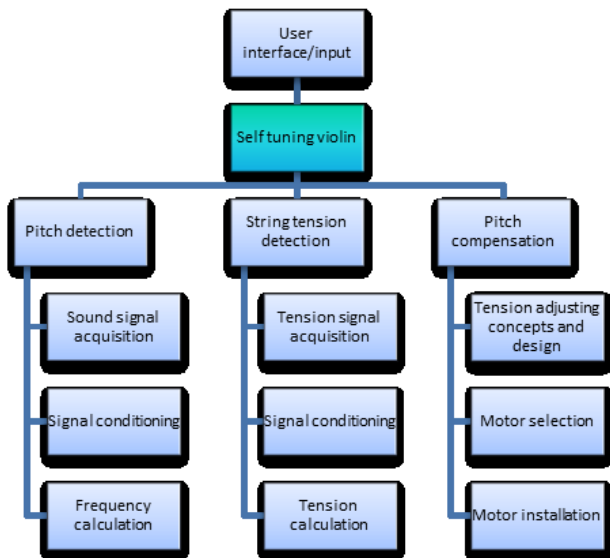 User
interface/input
Self tuning violin
Pitch detection
String tension
detection
Pitch
compensation
Sound signal
acquisition
Tension signal
acquisition
Tension adjusting
concepts and
design
Signal conditioning
Signal conditioning
Motor selection
Frequency
calculation
Tension
calculation
Motor installation